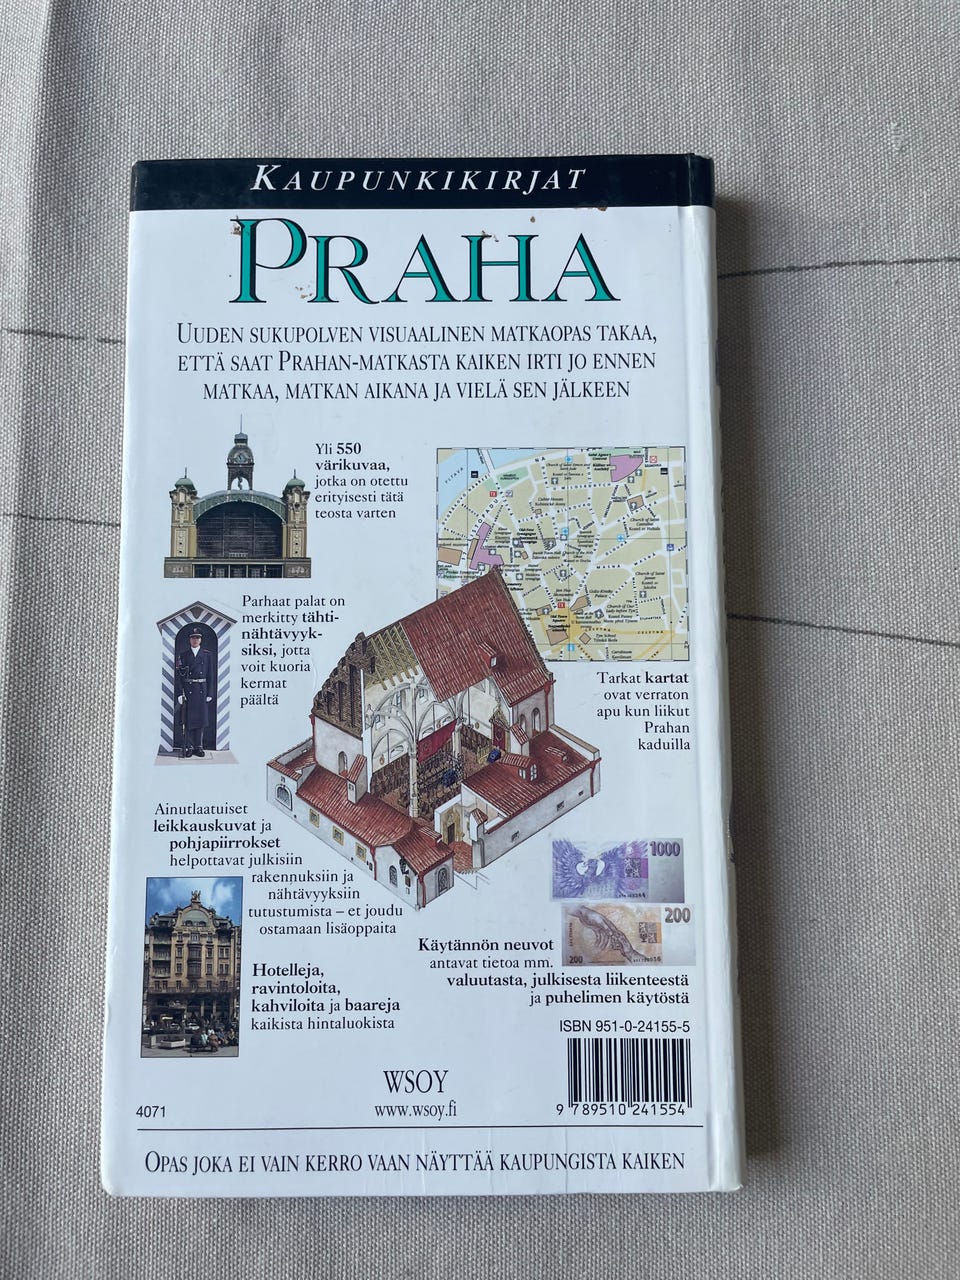 KAUPUNKIKIRJAT
PRAHA
UUDEN SUKUPOLVEN VISUAALINEN MATKAOPAS TAKAA,
ETTÄ SAAT PRAHAN-MATKASTA KAIKEN IRTI JO ENNEN
MATKAA, MATKAN AIKANA JA VIELÄ SEN JÄLKEEN
Yli 550
värikuvaa,
jotka on otettu
erityisesti tätä
teosta varten
Parhaat palat on
merkitty tähti-
nähtävyyk-
siksi, jotta
voit kuoria
kermat
päältä
Tarkat kartat
ovat verraton
apu kun liikut
Prahan
kaduilla
Ainutlaatuiset
leikkauskuvat ja
pohjapiirrokset
helpottavat julkisiin
rakennuksiin ja
nähtävyyksiin
tutustumista – et joudu
ostamaan lisäoppaita
1000
200
200
Käytännön neuvot
antavat tietoa mm.
valuutasta, julkisesta liikenteestä
ja puhelimen käytöstä
Hotelleja,
ravintoloita,
kahviloita ja baareja
kaikista hintaluokista
ISBN 951-0-24155-5
9 789510 241554
WSOY
www.wsoy.fi
4071
OPAS JOKA EI VAIN KERRO VAAN NÄYTTÄÄ KAUPUNGISTA KAIKEN